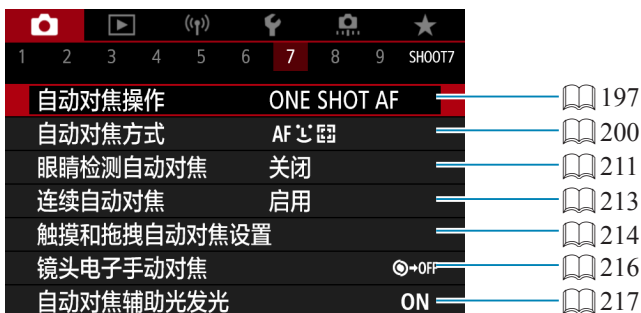 1 2 3 4 5 6 7 8 9 SHOOT7
自动对焦操作 ONE SHOT AF 197
自动对焦方式 AF 200
眼睛检测自动对焦 关闭 211
连续自动对焦 启用 213
触摸和拖拽自动对焦设置 214
镜头电子手动对焦 OFF 216
自动对焦辅助光发光 ON 217